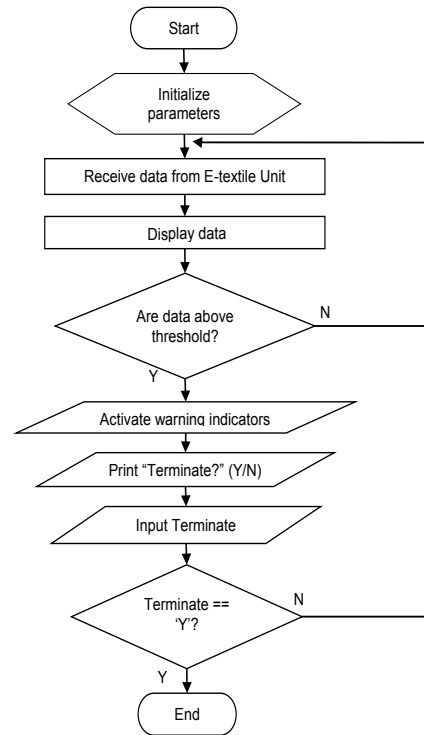 Start
Initialize
parameters
Receive data from E-textile Unit
Display data
Are data above
threshold?
N
Y
Activate warning indicators
Print “Terminate?” (Y/N)
Input Terminate
Terminate ==
‘Y’?
N
Y
End